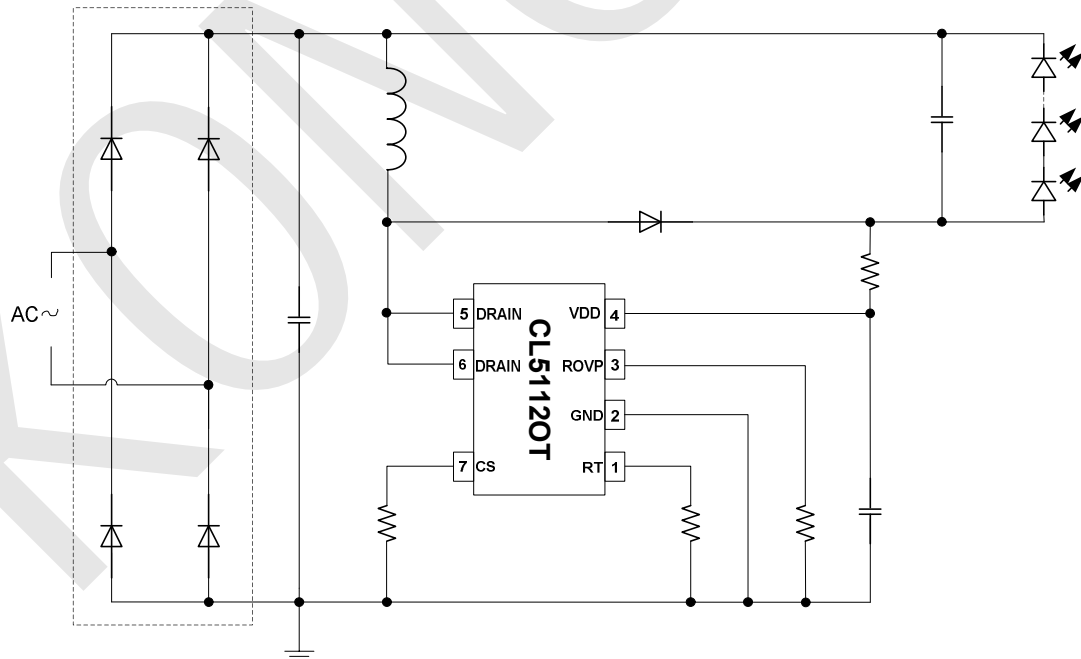 AC~
5 DRAIN VDD 4
6 DRAIN ROVP 3
GND 2
7 CS RT 1
CL5112OT